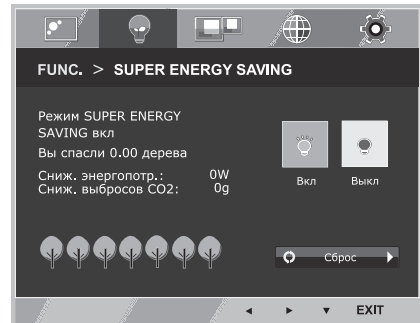 FUNC. > SUPER ENERGY SAVING
Режим SUPER ENERGY
SAVING вкл
Вы спасли 0.00 дерева
Сниж. энергопотр.: 0W
Сниж. выбросов CO2: 0g
Вкл Выкл
Сброс
EXIT